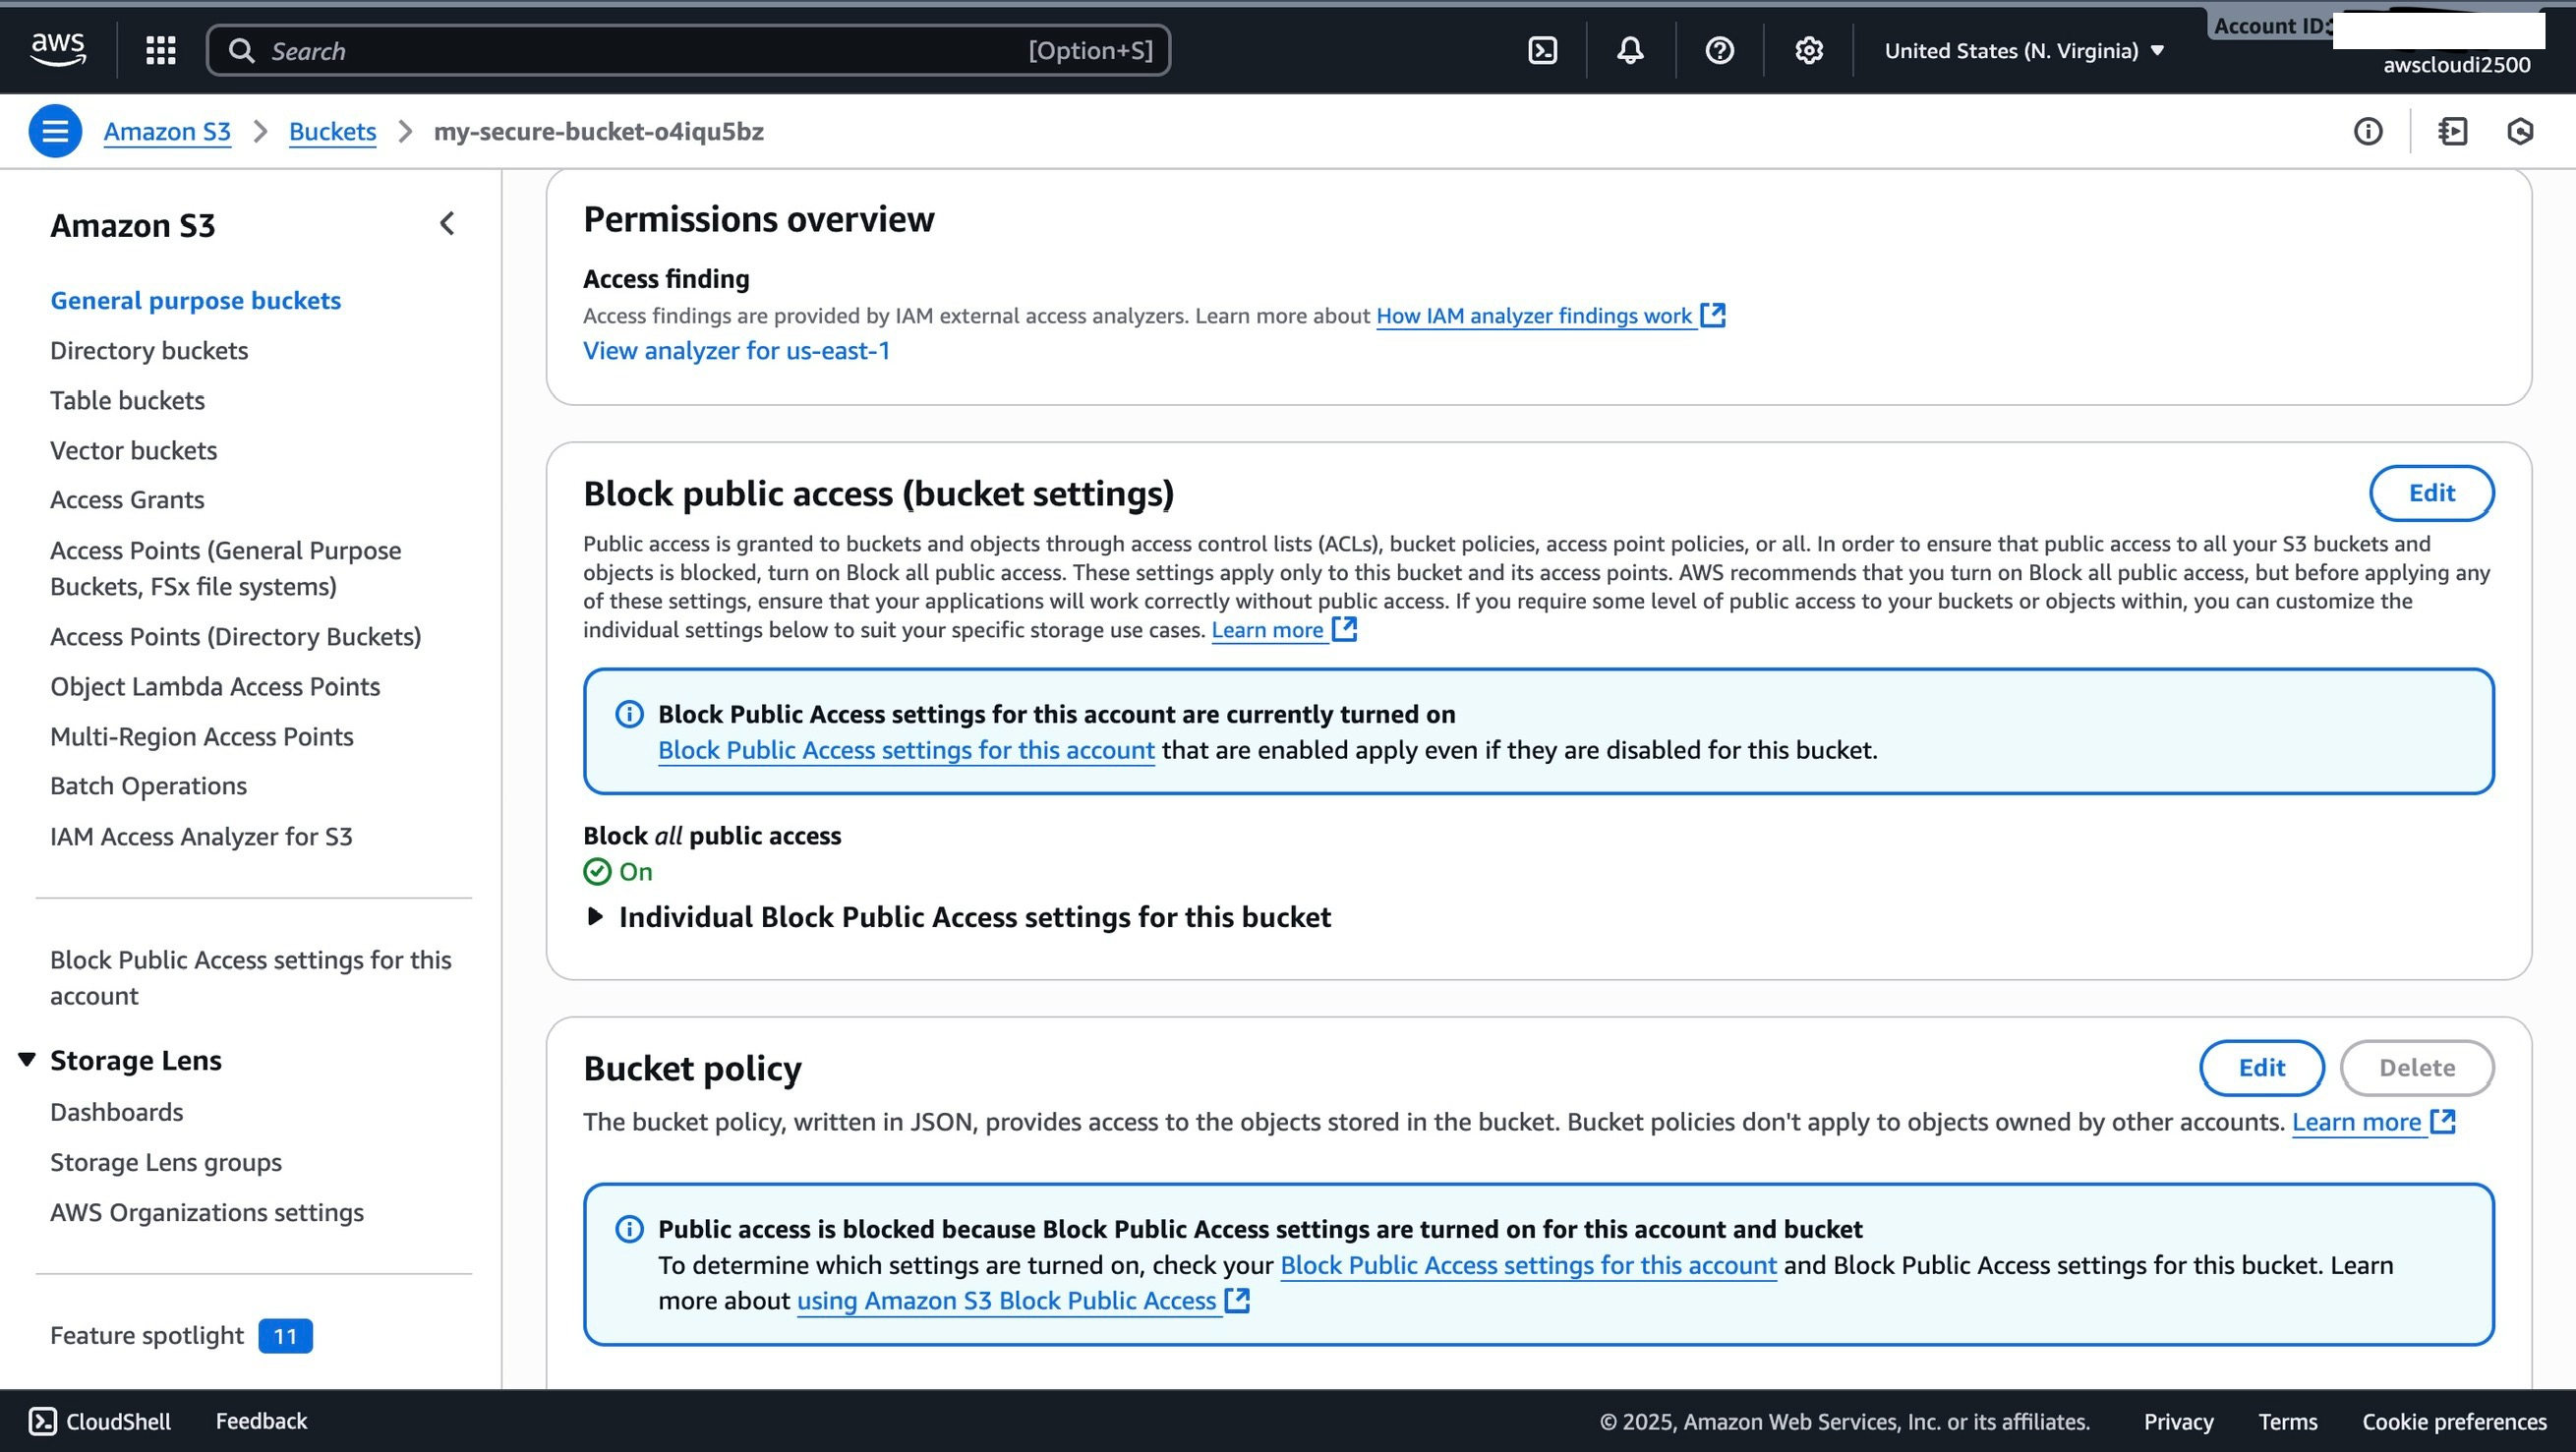 aws
Search
[Option+S]
United States (N. Virginia)
Account ID:
awscloudi2500
Amazon S3
Buckets
my-secure-bucket-o4iqu5bz
Amazon S3
General purpose buckets
Directory buckets
Table buckets
Vector buckets
Access Grants
Access Points (General Purpose
Buckets, FSx file systems)
Access Points (Directory Buckets)
Object Lambda Access Points
Multi-Region Access Points
Batch Operations
IAM Access Analyzer for S3
Block Public Access settings for this
account
Storage Lens
Dashboards
Storage Lens groups
AWS Organizations settings
Feature spotlight 11
Permissions overview
Access finding
Access findings are provided by IAM external access analyzers. Learn more about How IAM analyzer findings work
View analyzer for us-east-1
Block public access (bucket settings)
Edit
Public access is granted to buckets and objects through access control lists (ACLs), bucket policies, access point policies, or all. In order to ensure that public access to all your S3 buckets and
objects is blocked, turn on Block all public access. These settings apply only to this bucket and its access points. AWS recommends that you turn on Block all public access, but before applying any
of these settings, ensure that your applications will work correctly without public access. If you require some level of public access to your buckets or objects within, you can customize the
individual settings below to suit your specific storage use cases. Learn more
Block Public Access settings for this account are currently turned on
Block Public Access settings for this account that are enabled apply even if they are disabled for this bucket.
Block all public access
On
Individual Block Public Access settings for this bucket
Bucket policy
Edit
Delete
The bucket policy, written in JSON, provides access to the objects stored in the bucket. Bucket policies don't apply to objects owned by other accounts. Learn more
Public access is blocked because Block Public Access settings are turned on for this account and bucket
To determine which settings are turned on, check your Block Public Access settings for this account and Block Public Access settings for this bucket. Learn
more about using Amazon S3 Block Public Access
CloudShell
Feedback
© 2025, Amazon Web Services, Inc. or its affiliates.
Privacy
Terms
Cookie preferences